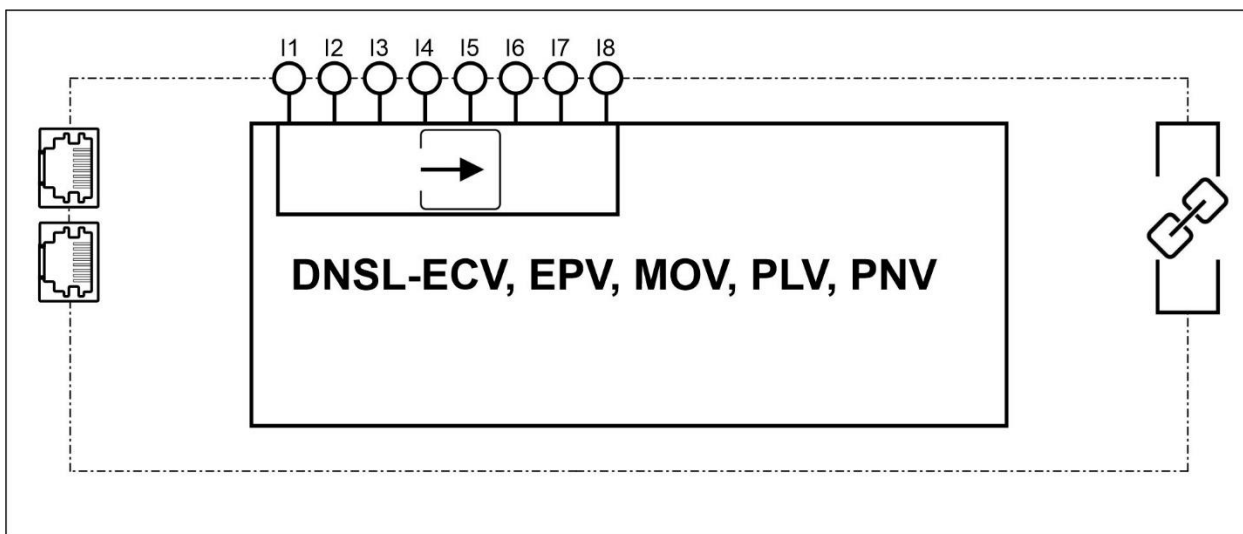 I1 I2 I3 I4 I5 I6 I7 I8
DNSL-ECV, EPV, MOV, PLV, PNV